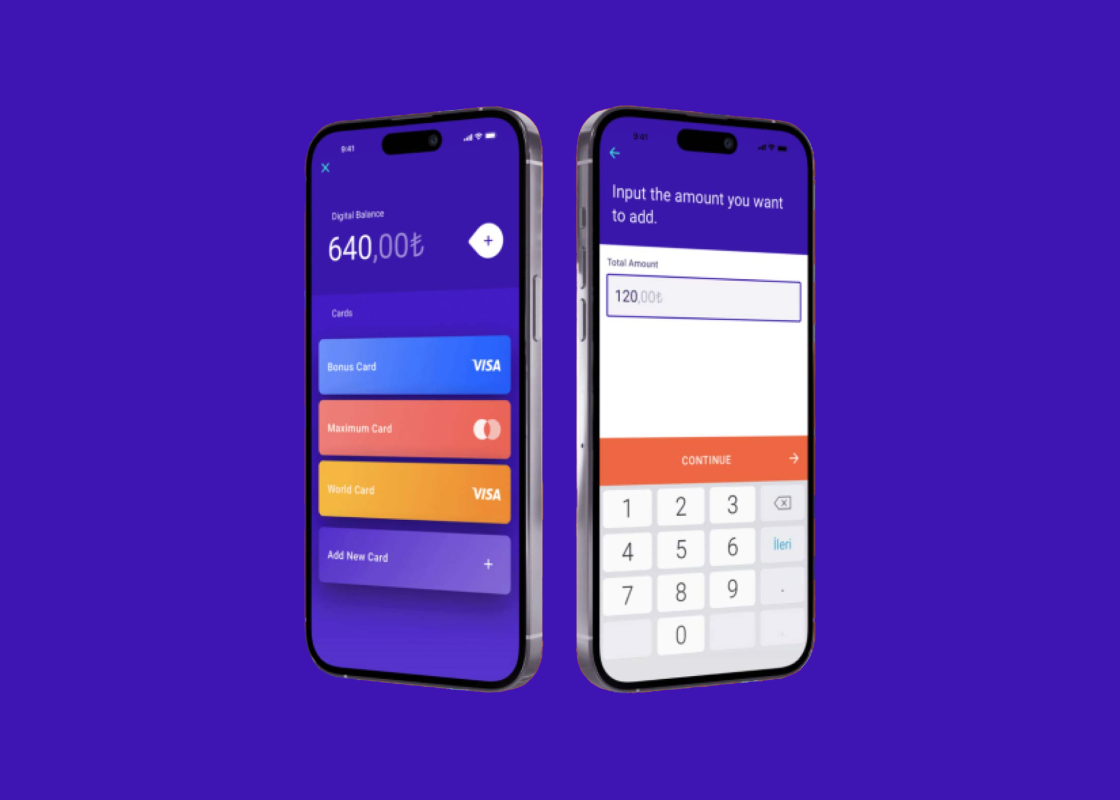 9:41
Digital Balance
640,00₺
Cards
Bonus Card
VISA
Maximum Card
World Card
VISA
Add New Card
9:41
Input the amount you want
to add.
Total Amount
120,00₺
CONTINUE
1 2 3
4 5 6 İleri
7 8 9 .
0